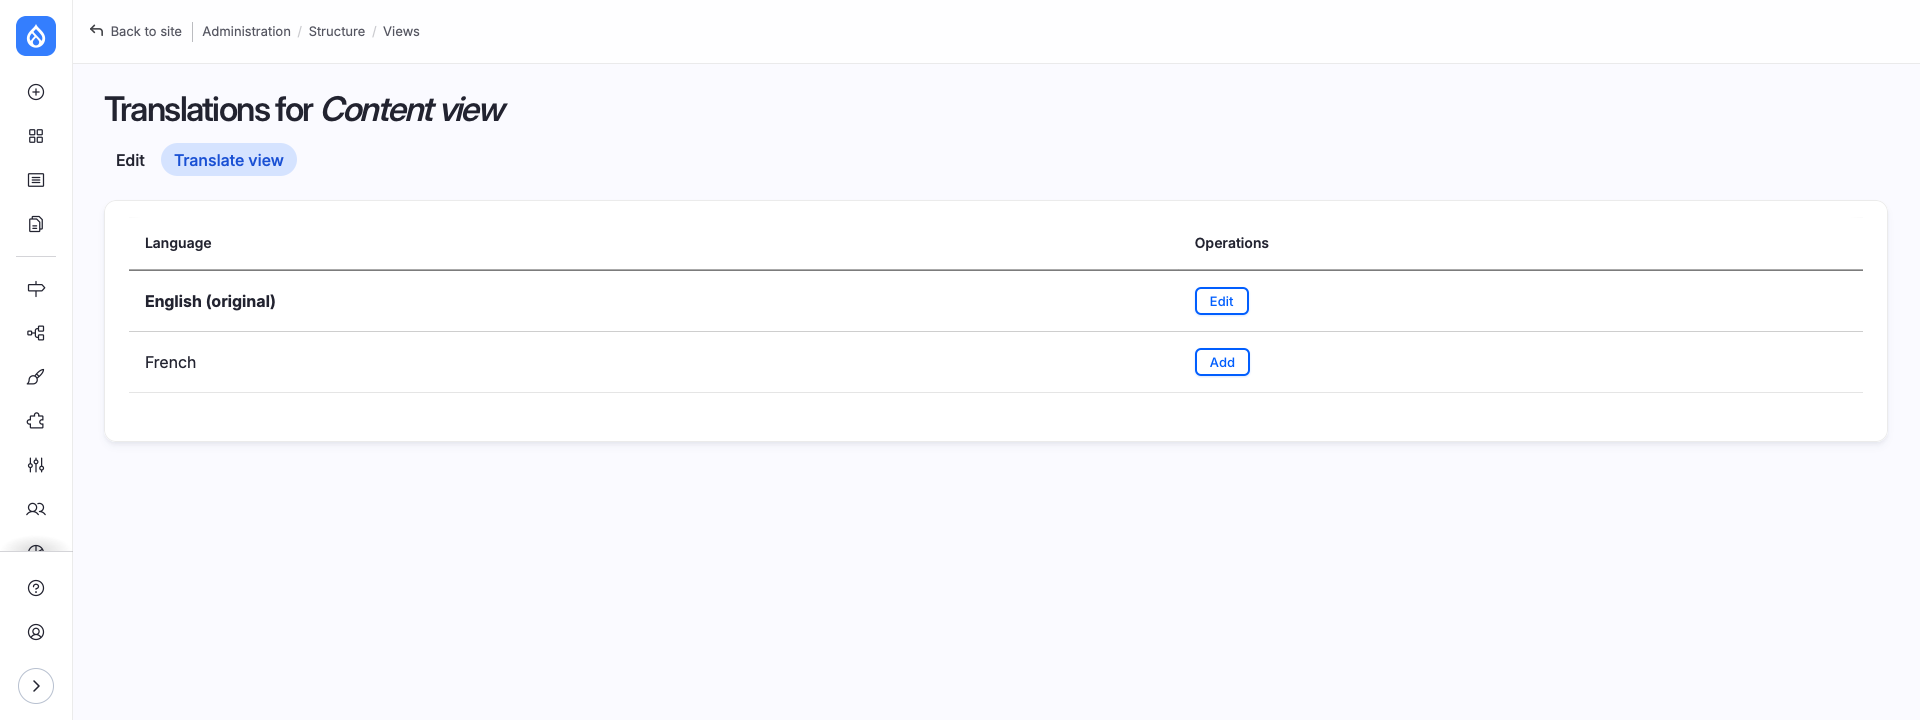 Back to site
Administration / Structure / Views
Translations for Content view
Edit
Translate view
Language
Operations
English (original)
Edit
French
Add